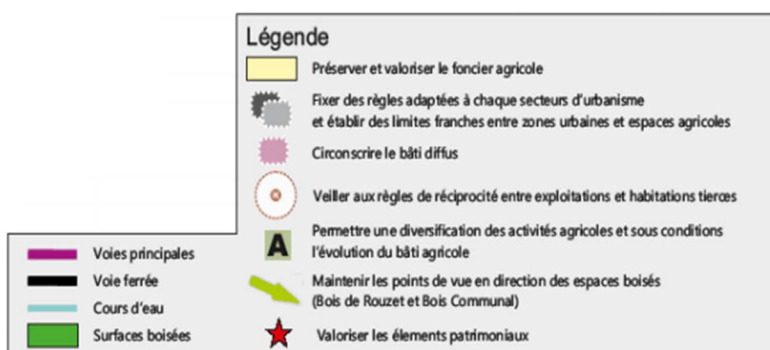 Légende
Préserver et valoriser le foncier agricole
Fixer des règles adaptées à chaque secteurs d'urbanisme
et établir des limites franches entre zones urbaines et espaces agricoles
Circonscrire le bâti diffus
Veiller aux règles de réciprocité entre exploitations et habitations tierces
A
Permettre une diversification des activités agricoles et sous conditions
l'évolution du bâti agricole
Maintenir les points de vue en direction des espaces boisés
(Bois de Rouzet et Bois Communal)
Valoriser les élements patrimoniaux
Voies principales
Voie ferrée
Cours d'eau
Surfaces boisées